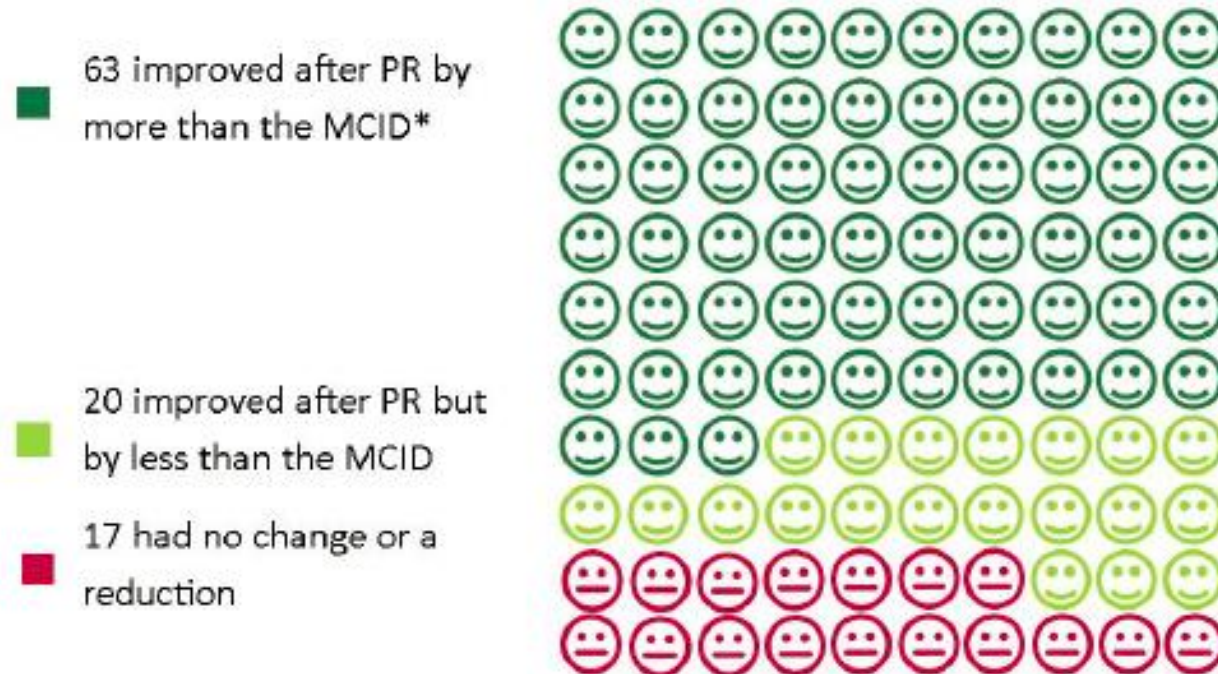 63 improved after PR by
more than the MCID*
20 improved after PR but
by less than the MCID
17 had no change or a
reduction